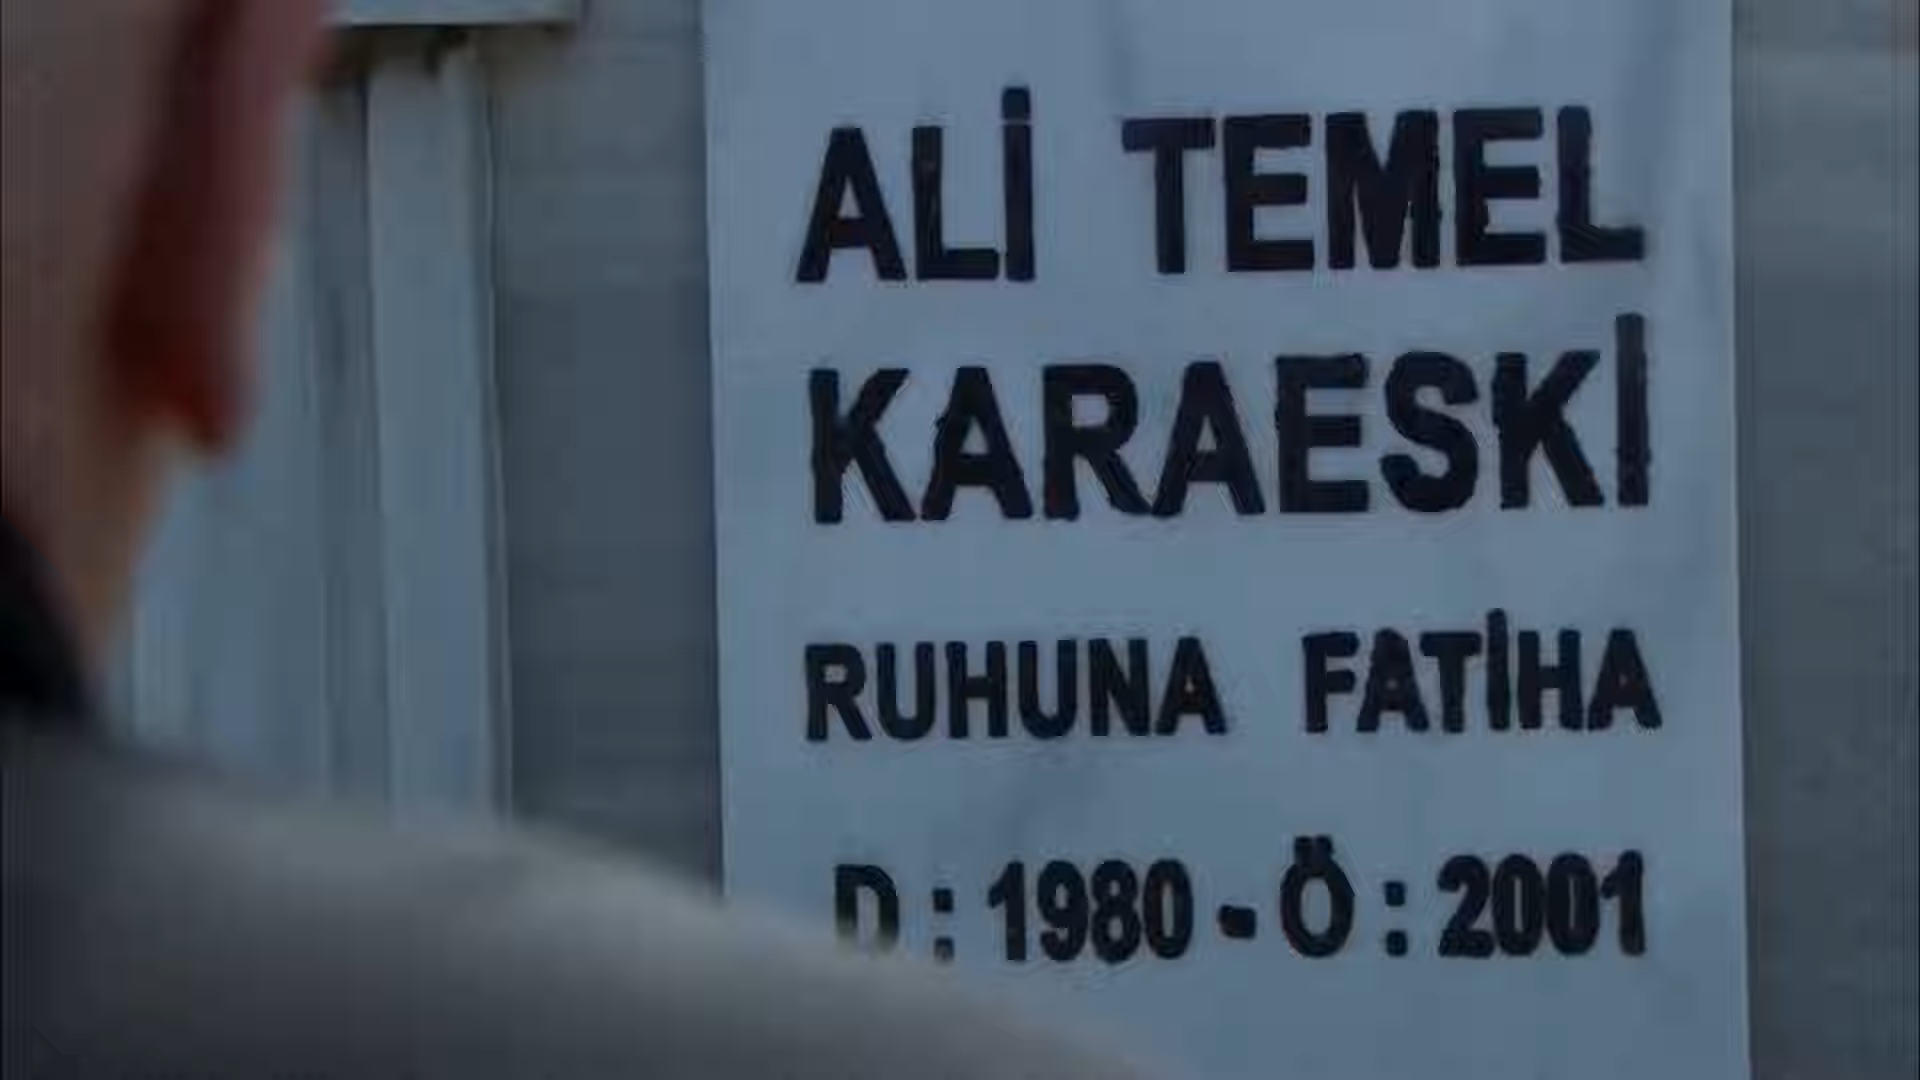 ALİ TEMEL
KARAESKİ
RUHUNA FATİHA
D : 1980 - Ö : 2001